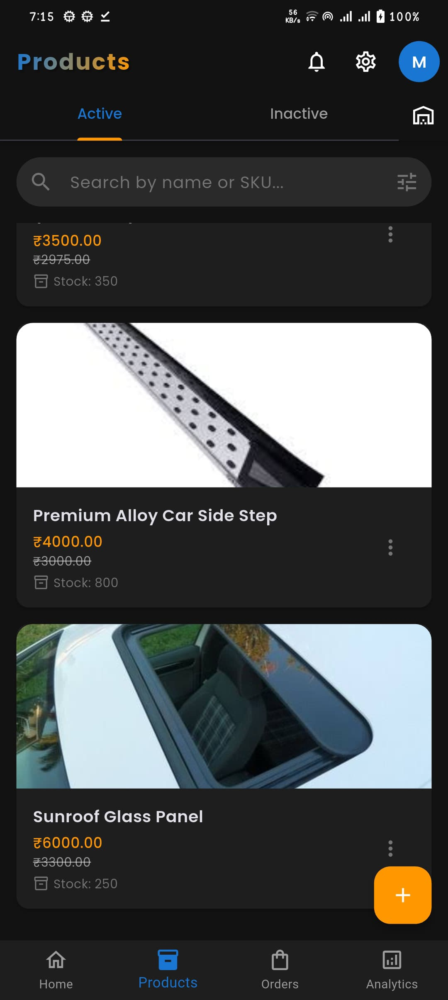 7:15
56
KB/s
100%
Products
M
Active
Inactive
Search by name or SKU...
₹3500.00
₹2975.00
Stock: 350
Premium Alloy Car Side Step
₹4000.00
₹3000.00
Stock: 800
Sunroof Glass Panel
₹6000.00
₹3300.00
Stock: 250
+
Home
Products
Orders
Analytics